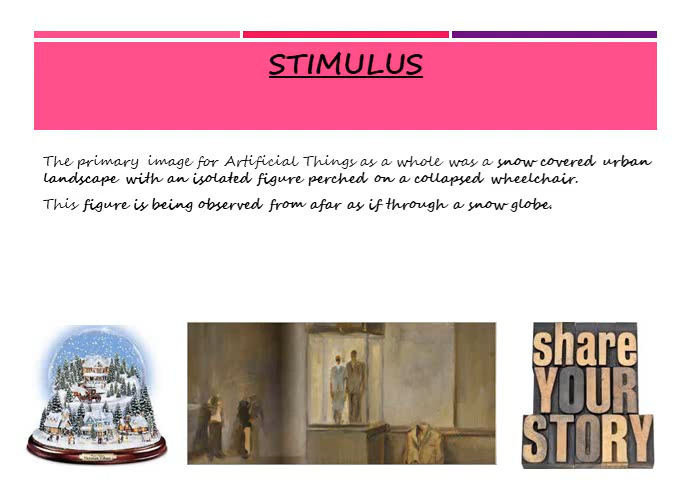 STIMULUS
The primary image for Artificial Things as a whole was a snow covered urban
landscape with an isolated figure perched on a collapsed wheelchair.
This figure is being observed from afar as if through a snow globe.
share
YOUR
STORY